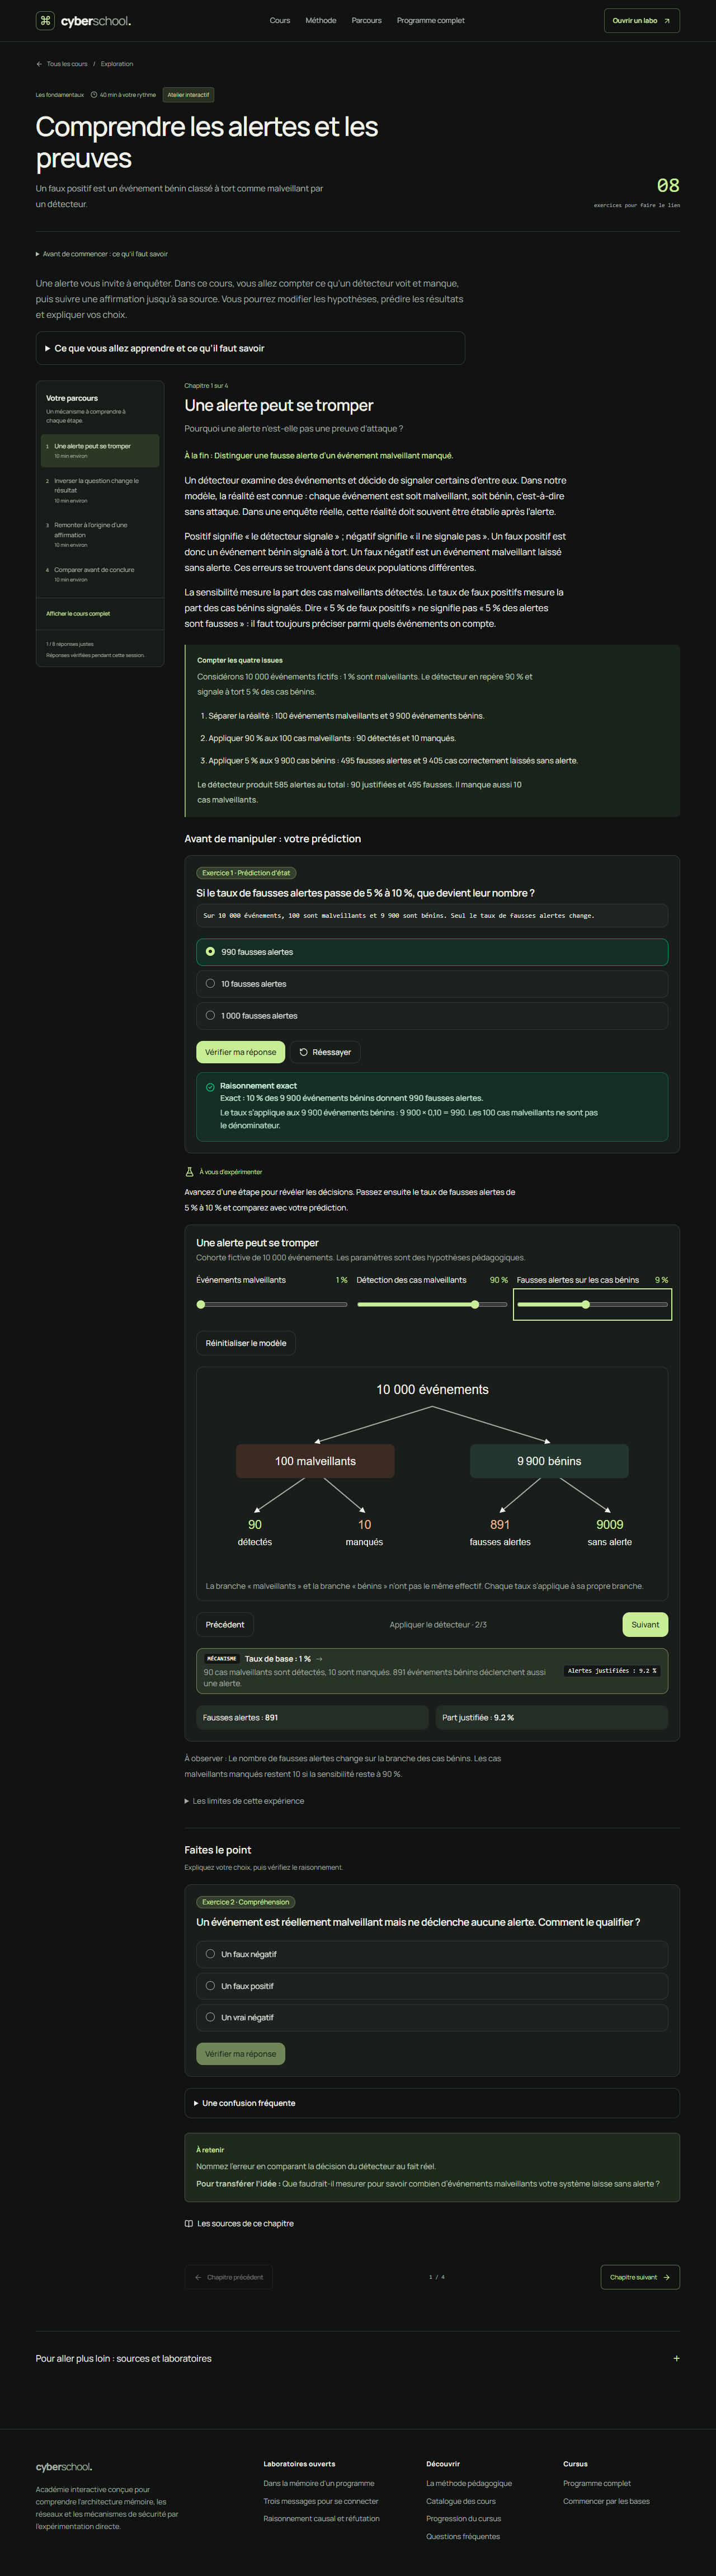 cyberschool.
Cours
Méthode
Parcours
Programme complet
Ouvrir un labo
Tous les cours / Exploration
Les fondamentaux
40 min à votre rythme
Atelier interactif
Comprendre les alertes et les
preuves
Un faux positif est un événement bénin classé à tort comme malveillant par
un détecteur.
08
exercices pour faire le lien
Avant de commencer : ce qu'il faut savoir
Une alerte vous invite à enquêter. Dans ce cours, vous allez compter ce qu'un détecteur voit et manque,
puis suivre une affirmation jusqu'à sa source. Vous pourrez modifier les hypothèses, prédire les résultats
et expliquer vos choix.
Ce que vous allez apprendre et ce qu'il faut savoir
Votre parcours
Un mécanisme à comprendre à
chaque étape.
1 Une alerte peut se tromper
10 min environ
2 Inverser la question change le
résultat
10 min environ
3 Remonter à l'origine d'une
affirmation
10 min environ
4 Comparer avant de conclure
10 min environ
Afficher le cours complet
1 / 8 réponses justes
Réponses vérifiées pendant cette session.
Chapitre 1 sur 4
Une alerte peut se tromper
Pourquoi une alerte n'est-elle pas une preuve d'attaque ?
À la fin : Distinguer une fausse alerte d'un événement malveillant manqué.
Un détecteur examine des événements et décide de signaler certains d'entre eux. Dans notre
modèle, la réalité est connue : chaque événement est soit malveillant, soit bénin, c'est-à-dire
sans attaque. Dans une enquête réelle, cette réalité doit souvent être établie après l'alerte.
Positif signifie « le détecteur signale » ; négatif signifie « il ne signale pas ». Un faux positif est
donc un événement bénin signalé à tort. Un faux négatif est un événement malveillant laissé
sans alerte. Ces erreurs se trouvent dans deux populations différentes.
La sensibilité mesure la part des cas malveillants détectés. Le taux de faux positifs mesure la
part des cas bénins signalés. Dire « 5 % de faux positifs » ne signifie pas « 5 % des alertes
sont fausses » : il faut toujours préciser parmi quels événements on compte.
Compter les quatre issues
Considérons 10 000 événements fictifs : 1 % sont malveillants. Le détecteur en repère 90 % et
signale à tort 5 % des cas bénins.
1. Séparer la réalité : 100 événements malveillants et 9 900 événements bénins.
2. Appliquer 90 % aux 100 cas malveillants : 90 détectés et 10 manqués.
3. Appliquer 5 % aux 9 900 cas bénins : 495 fausses alertes et 9 405 cas correctement laissés sans alerte.
Le détecteur produit 585 alertes au total : 90 justifiées et 495 fausses. Il manque aussi 10
cas malveillants.
Avant de manipuler : votre prédiction
Exercice 1 · Prédiction d'état
Si le taux de fausses alertes passe de 5 % à 10 %, que devient leur nombre ?
Sur 10 000 événements, 100 sont malveillants et 9 900 sont bénins. Seul le taux de fausses alertes change.
990 fausses alertes
10 fausses alertes
1 000 fausses alertes
Vérifier ma réponse
Réessayer
Raisonnement exact
Exact : 10 % des 9 900 événements bénins donnent 990 fausses alertes.
Le taux s'applique aux 9 900 événements bénins : 9 900 × 0,10 = 990. Les 100 cas malveillants ne sont pas
le dénominateur.
À vous d'expérimenter
Avancez d'une étape pour révéler les décisions. Passez ensuite le taux de fausses alertes de
5 % à 10 % et comparez avec votre prédiction.
Une alerte peut se tromper
Cohorte fictive de 10 000 événements. Les paramètres sont des hypothèses pédagogiques.
Événements malveillants 1 %
Détection des cas malveillants 90 %
Fausses alertes sur les cas bénins 9 %
Réinitialiser le modèle
10 000 événements
100 malveillants
9 900 bénins
90
détectés
10
manqués
891
fausses alertes
9009
sans alerte
La branche « malveillants » et la branche « bénins » n'ont pas le même effectif. Chaque taux s'applique à sa propre branche.
Précédent
Appliquer le détecteur · 2/3
Suivant
MÉCANISME Taux de base : 1 % →
90 cas malveillants sont détectés, 10 sont manqués. 891 événements bénins déclenchent aussi
une alerte.
Alertes justifiées : 9.2 %
Fausses alertes : 891
Part justifiée : 9.2 %
À observer : Le nombre de fausses alertes change sur la branche des cas bénins. Les cas
malveillants manqués restent 10 si la sensibilité reste à 90 %.
Les limites de cette expérience
Faites le point
Expliquez votre choix, puis vérifiez le raisonnement.
Exercice 2 · Compréhension
Un événement est réellement malveillant mais ne déclenche aucune alerte. Comment le qualifier ?
Un faux négatif
Un faux positif
Un vrai négatif
Vérifier ma réponse
Une confusion fréquente
À retenir
Nommez l'erreur en comparant la décision du détecteur au fait réel.
Pour transférer l'idée : Que faudrait-il mesurer pour savoir combien d'événements malveillants votre système laisse sans alerte ?
Les sources de ce chapitre
Chapitre précédent
1 / 4
Chapitre suivant
Pour aller plus loin : sources et laboratoires
+
cyberschool.
Académie interactive conçue pour
comprendre l'architecture mémoire, les
réseaux et les mécanismes de sécurité par
l'expérimentation directe.
Laboratoires ouverts
Dans la mémoire d'un programme
Trois messages pour se connecter
Raisonnement causal et réfutation
Découvrir
La méthode pédagogique
Catalogue des cours
Progression du cursus
Questions fréquentes
Cursus
Programme complet
Commencer par les bases